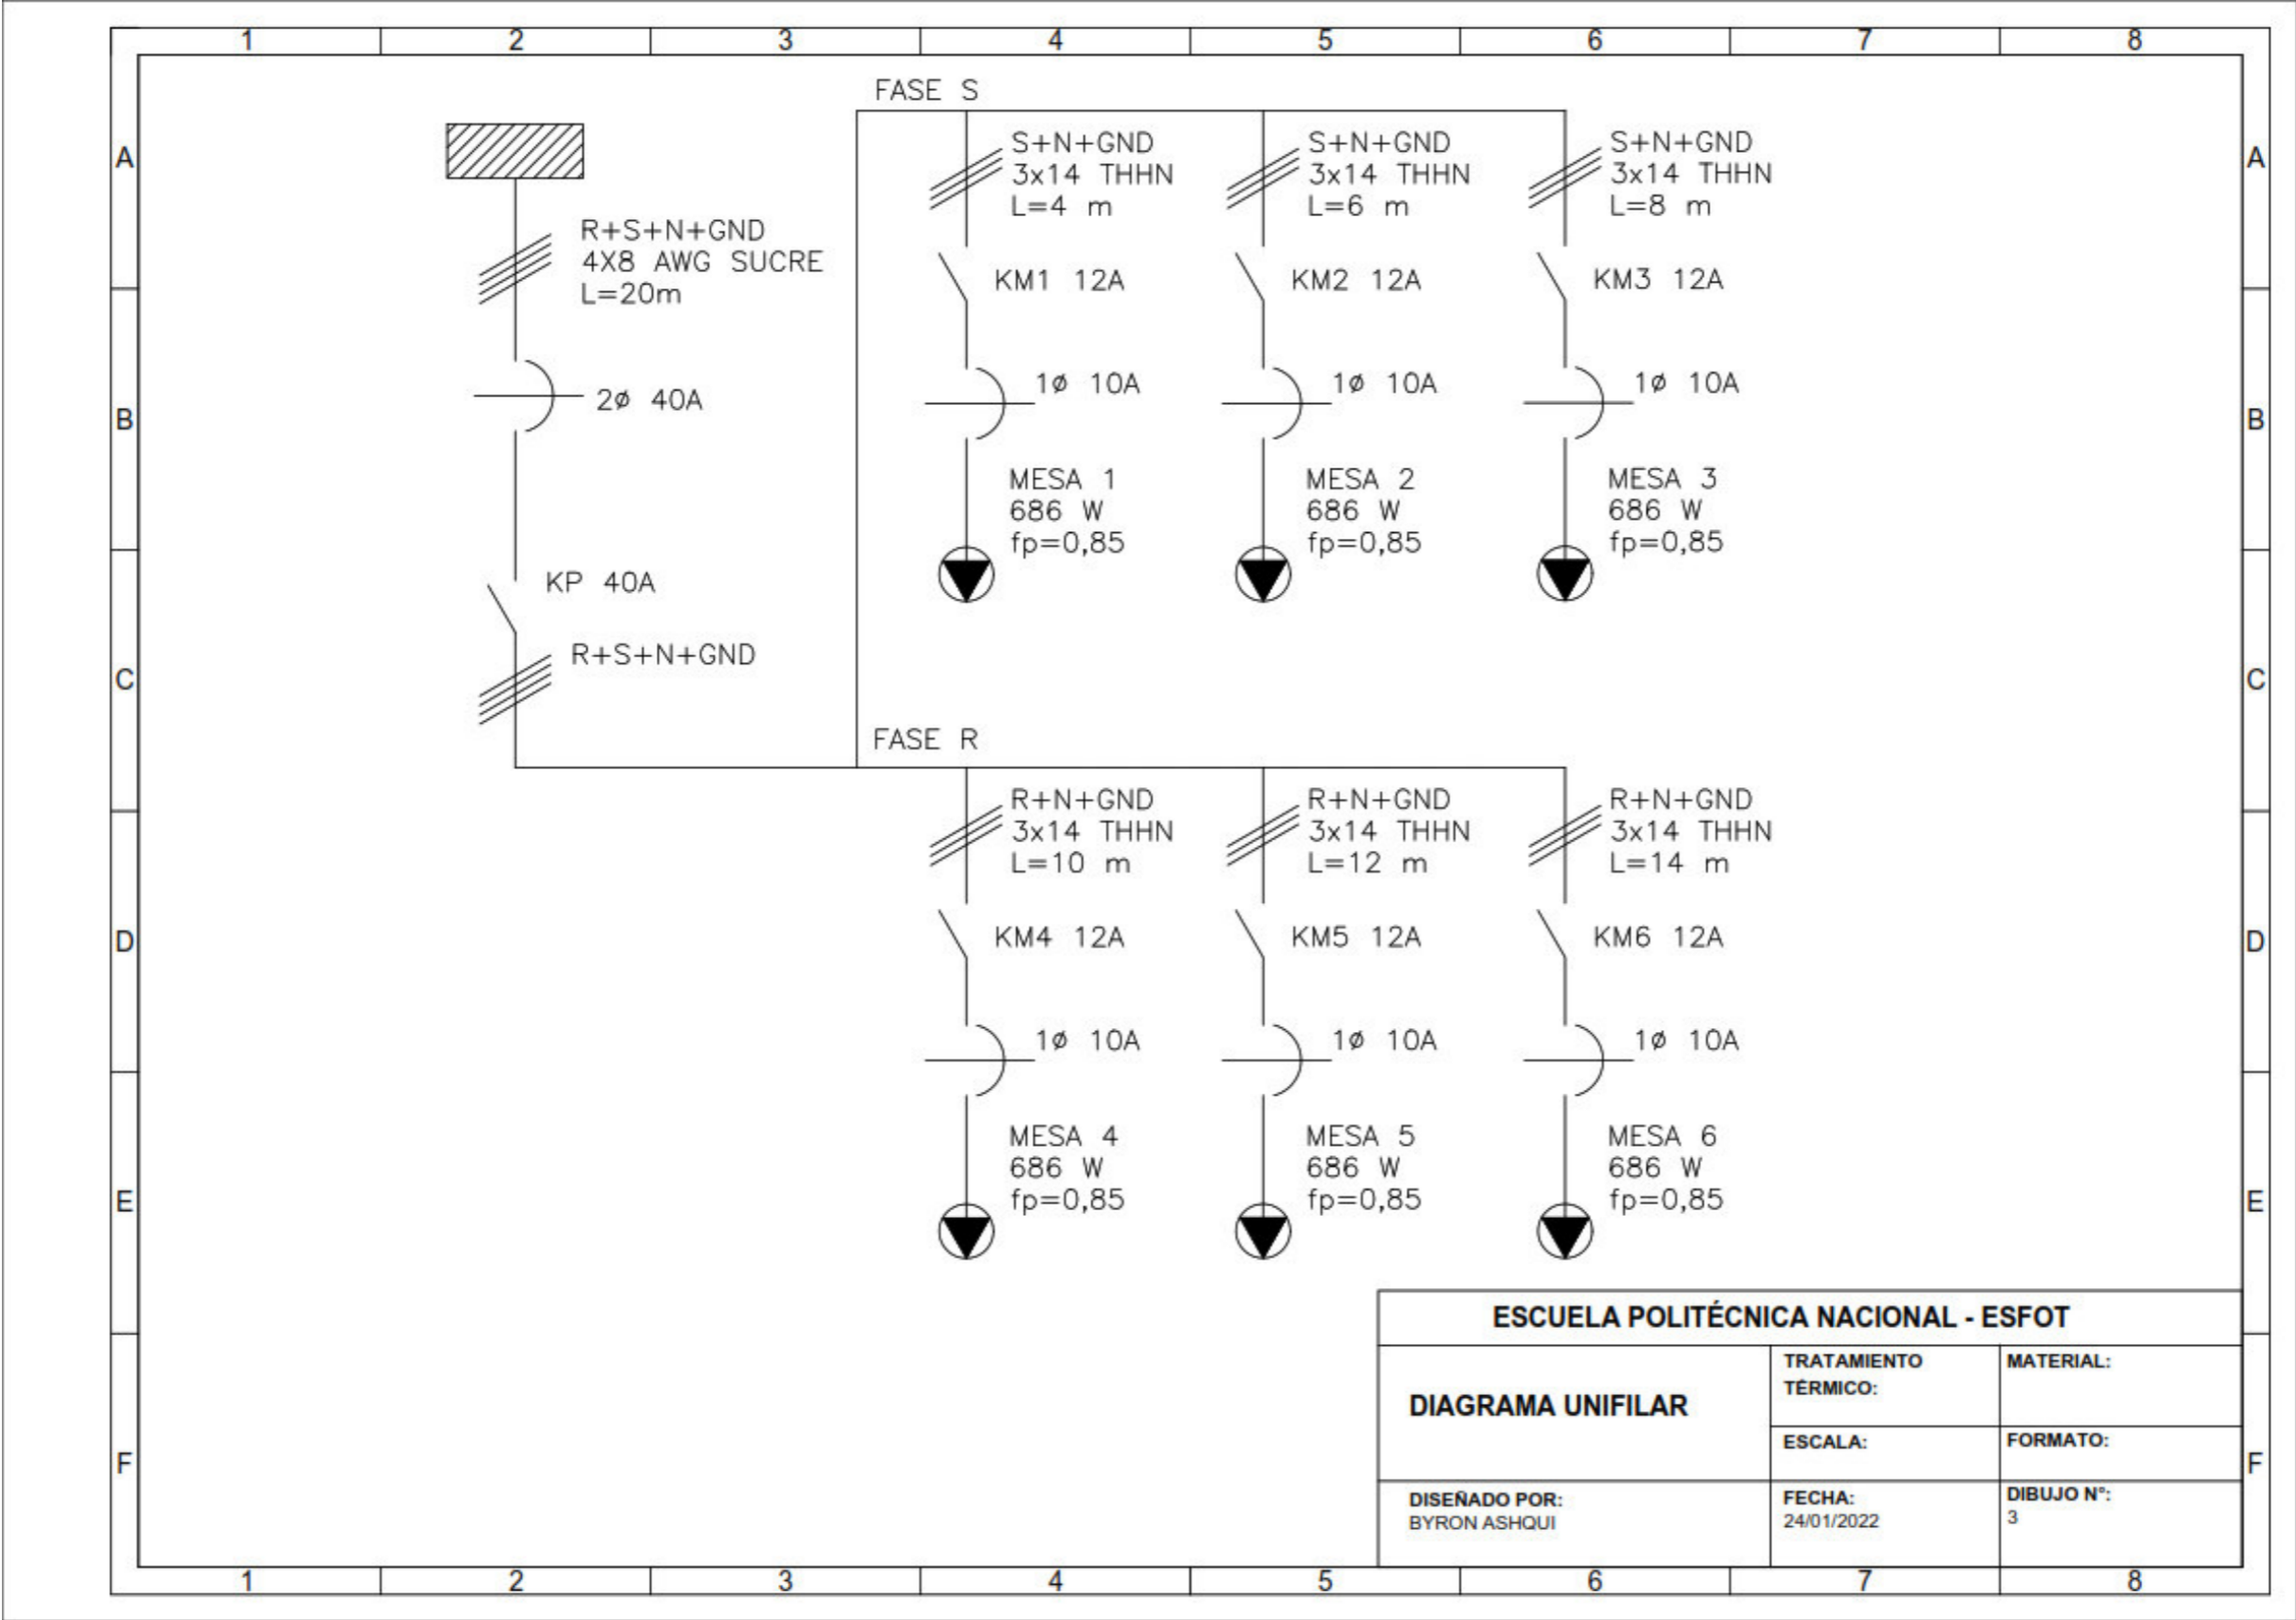 1 2 3 4 5 6 7 8
A
B
C
D
E
F
A
B
C
D
E
F
R+S+N+GND
4X8 AWG SUCRE
L=20m
2ø 40A
KP 40A
R+S+N+GND
FASE S
S+N+GND
3x14 THHN
L=4 m
KM1 12A
1ø 10A
MESA 1
686 W
fp=0,85
S+N+GND
3x14 THHN
L=6 m
KM2 12A
1ø 10A
MESA 2
686 W
fp=0,85
S+N+GND
3x14 THHN
L=8 m
KM3 12A
1ø 10A
MESA 3
686 W
fp=0,85
FASE R
R+N+GND
3x14 THHN
L=10 m
KM4 12A
1ø 10A
MESA 4
686 W
fp=0,85
R+N+GND
3x14 THHN
L=12 m
KM5 12A
1ø 10A
MESA 5
686 W
fp=0,85
R+N+GND
3x14 THHN
L=14 m
KM6 12A
1ø 10A
MESA 6
686 W
fp=0,85
ESCUELA POLITÉCNICA NACIONAL - ESFOT
DIAGRAMA UNIFILAR
TRATAMIENTO
TÉRMICO:
MATERIAL:
ESCALA:
FORMATO:
DISEÑADO POR:
BYRON ASHQUI
FECHA:
24/01/2022
DIBUJO N°:
3
1 2 3 4 5 6 7 8